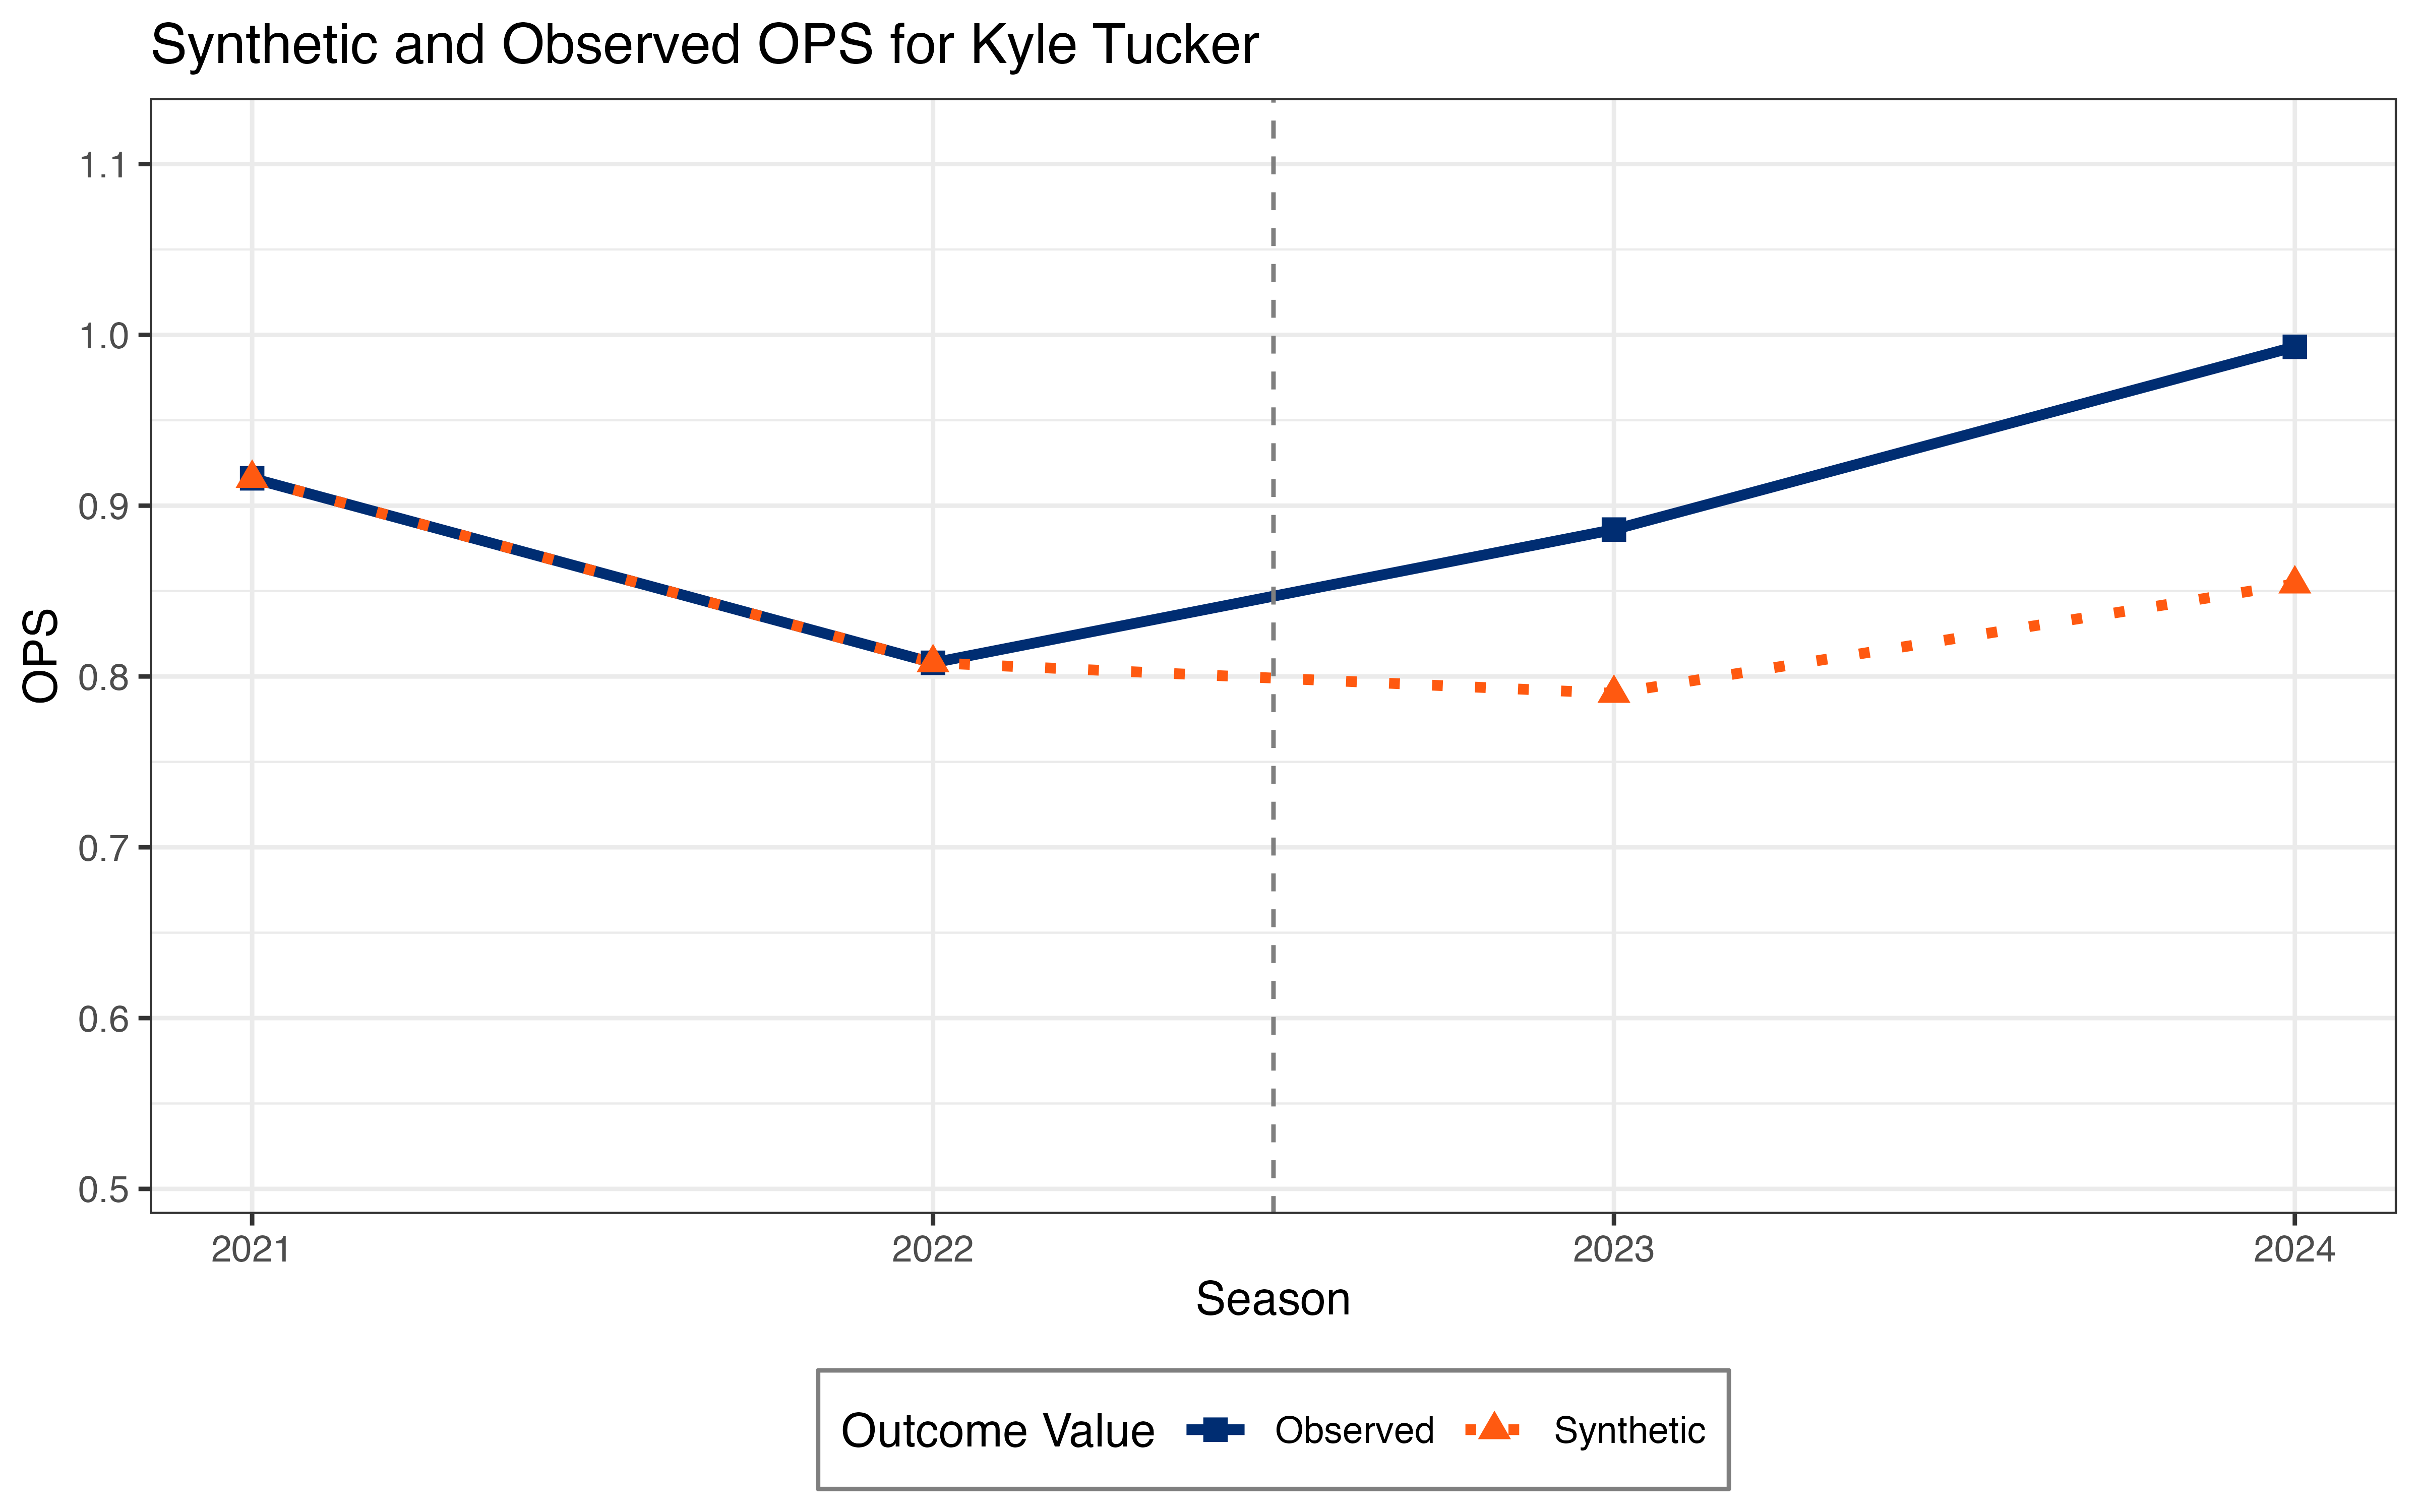 Synthetic and Observed OPS for Kyle Tucker
1.1
1.0
0.9
0.8
0.7
0.6
0.5
OPS
2021 2022 2023 2024
Season
Outcome Value Observed Synthetic